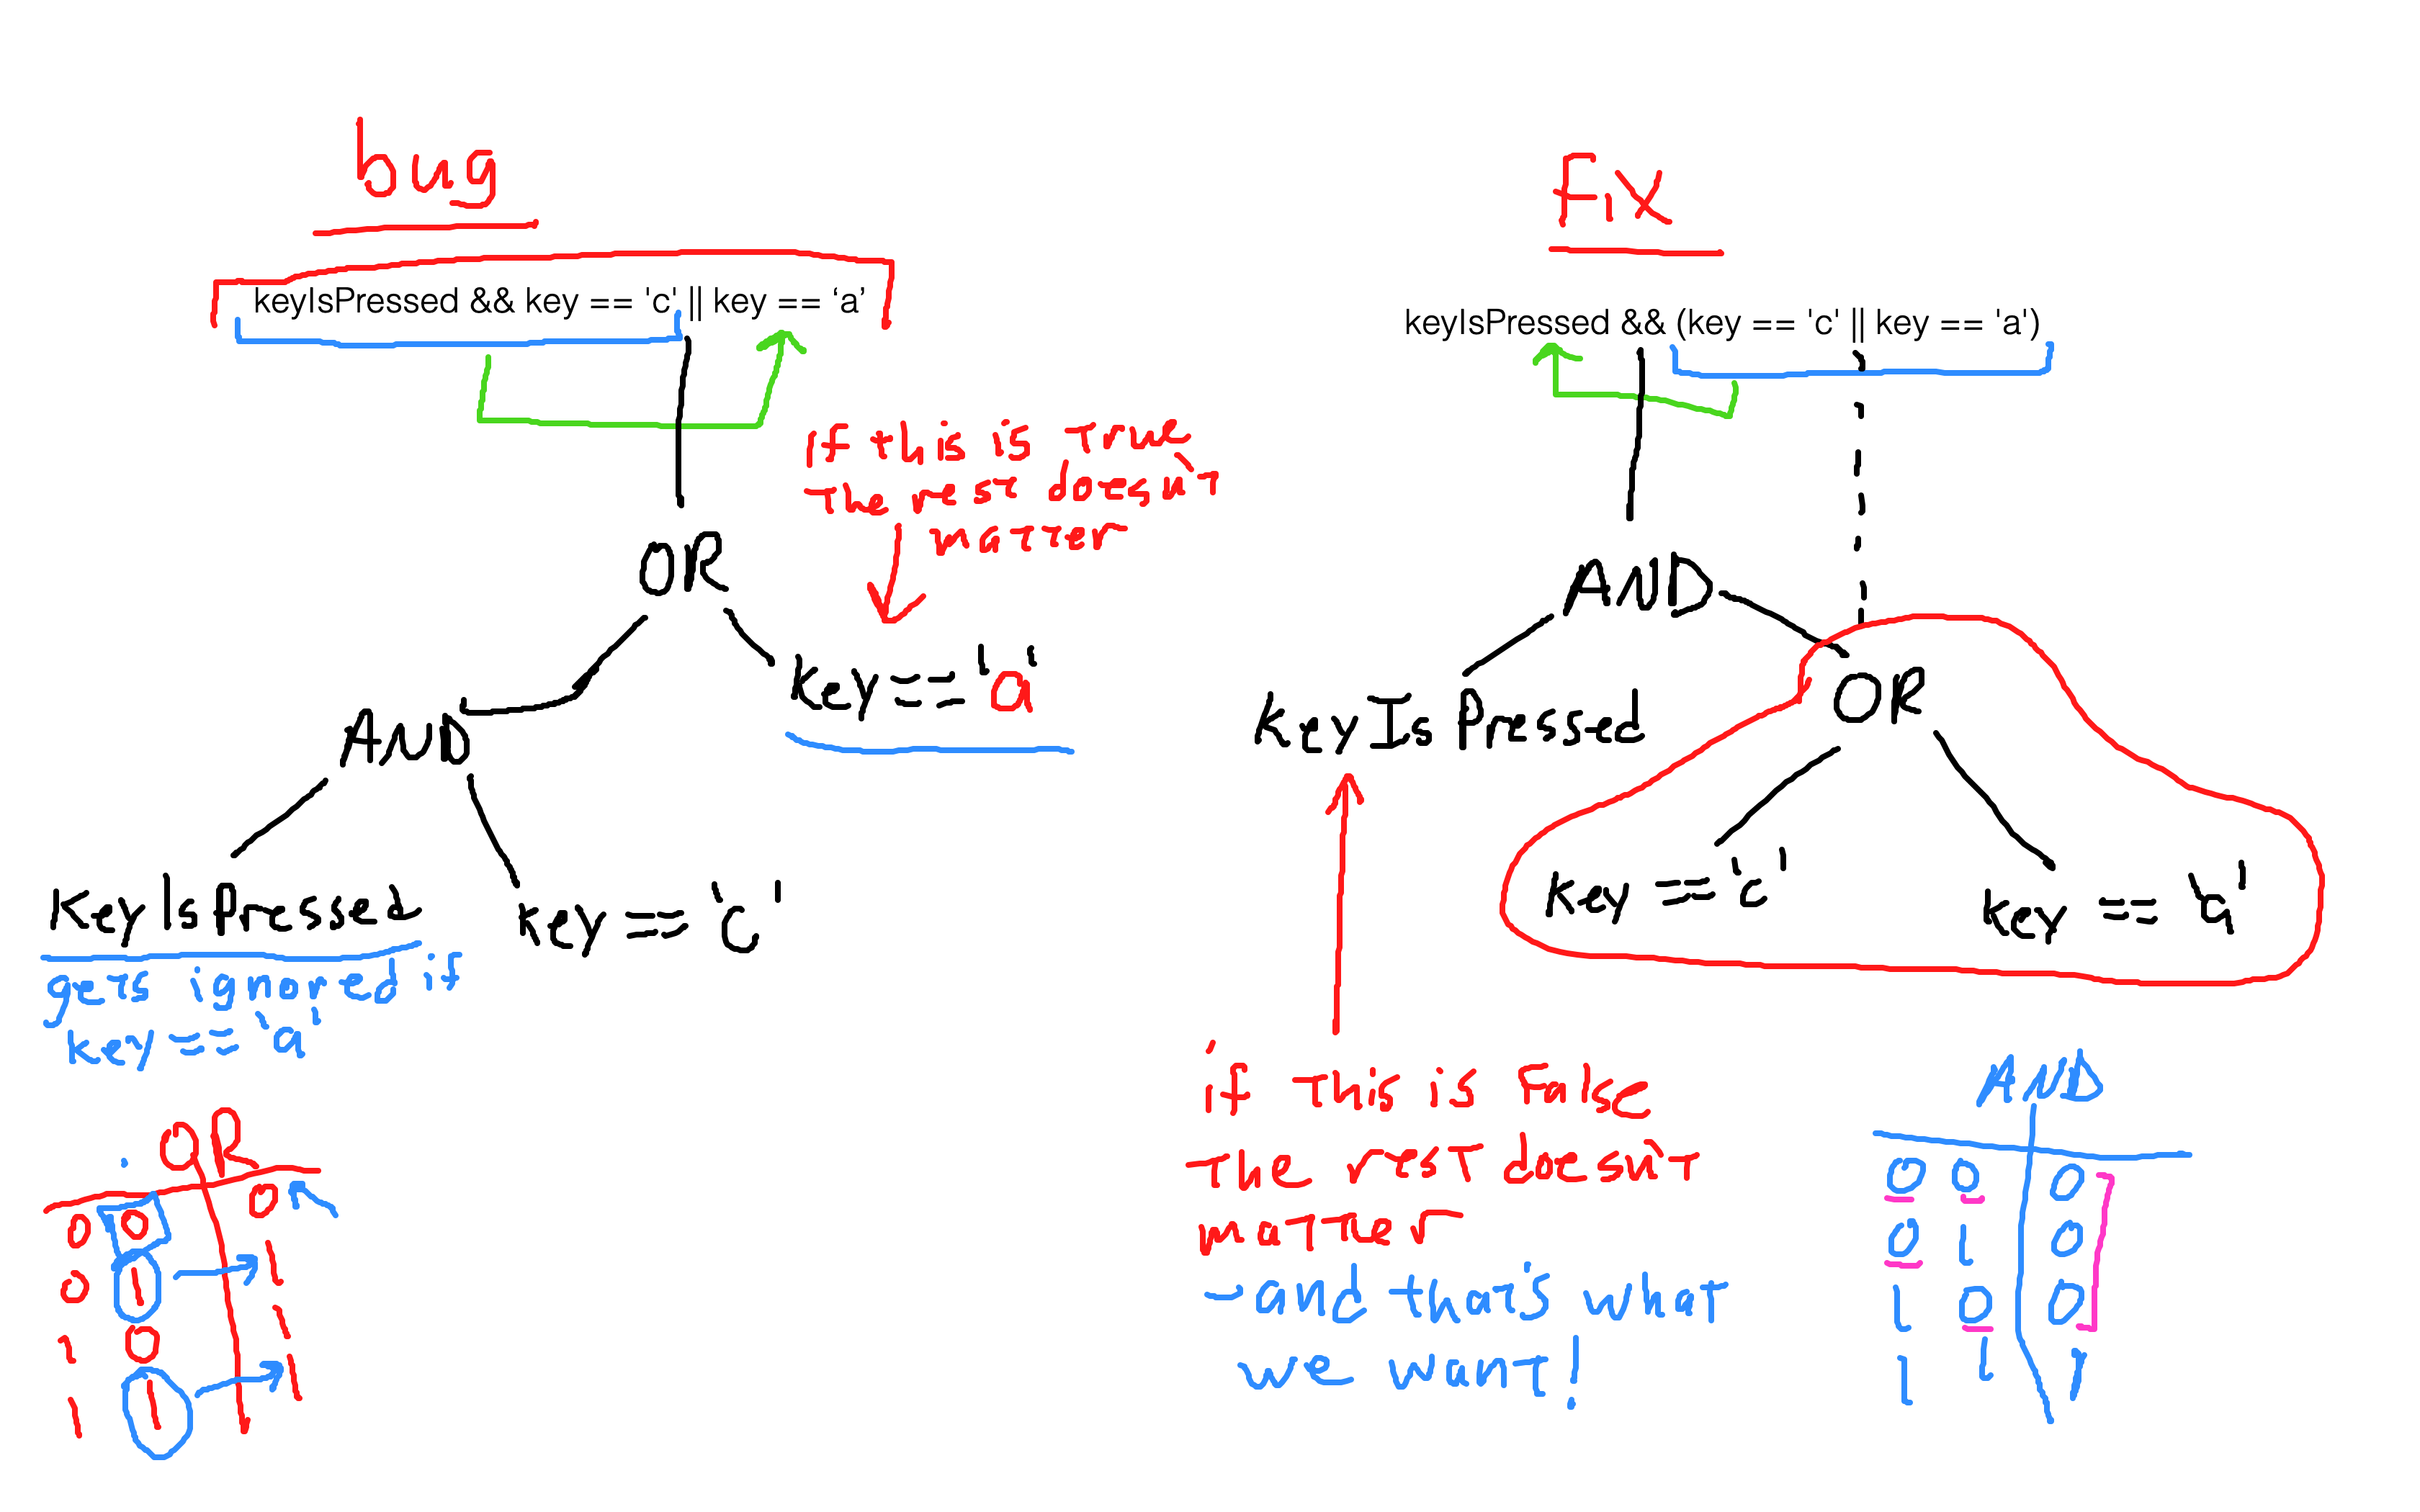 bug
keyIsPressed && key == 'c' || key == ‘a’
if this is True,
the rest doesn't
matter
OR
key == 'a'
AND
KeyIsPressed
key == 'c'
gets ignored if
key == 'a'
OR
0 0 0
0 1 1
1 0 1
1 1 1
Fix
keyIsPressed && (key == 'c' || key == 'a')
AND
OR
KeyIsPressed
key == 'c'
key == 'a'
if this is False
the rest doesn't
matter
- and that's what
we want!
AND
0 0 0
0 1 0
1 0 0
1 1 1